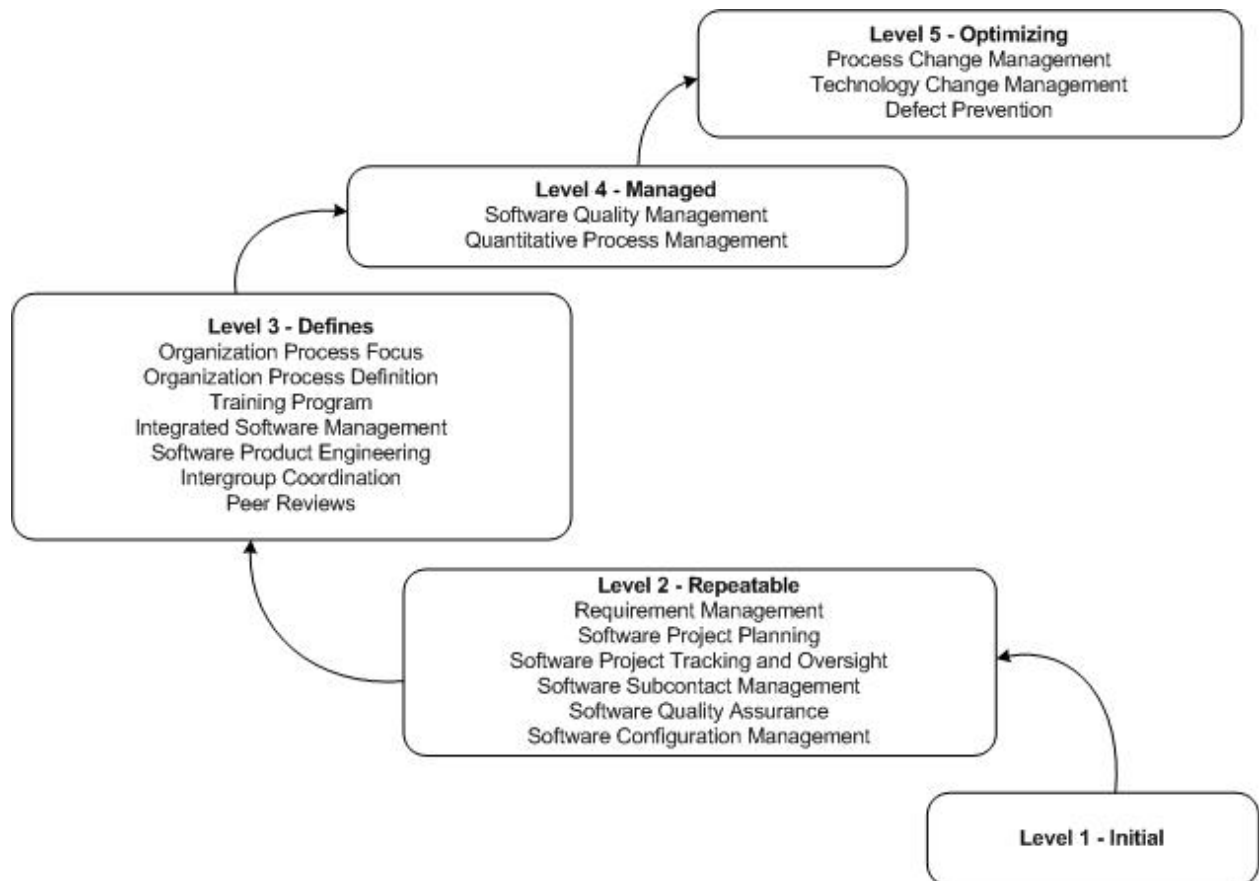 Level 5 - Optimizing
Process Change Management
Technology Change Management
Defect Prevention
Level 4 - Managed
Software Quality Management
Quantitative Process Management
Level 3 - Defines
Organization Process Focus
Organization Process Definition
Training Program
Integrated Software Management
Software Product Engineering
Intergroup Coordination
Peer Reviews
Level 2 - Repeatable
Requirement Management
Software Project Planning
Software Project Tracking and Oversight
Software Subcontact Management
Software Quality Assurance
Software Configuration Management
Level 1 - Initial